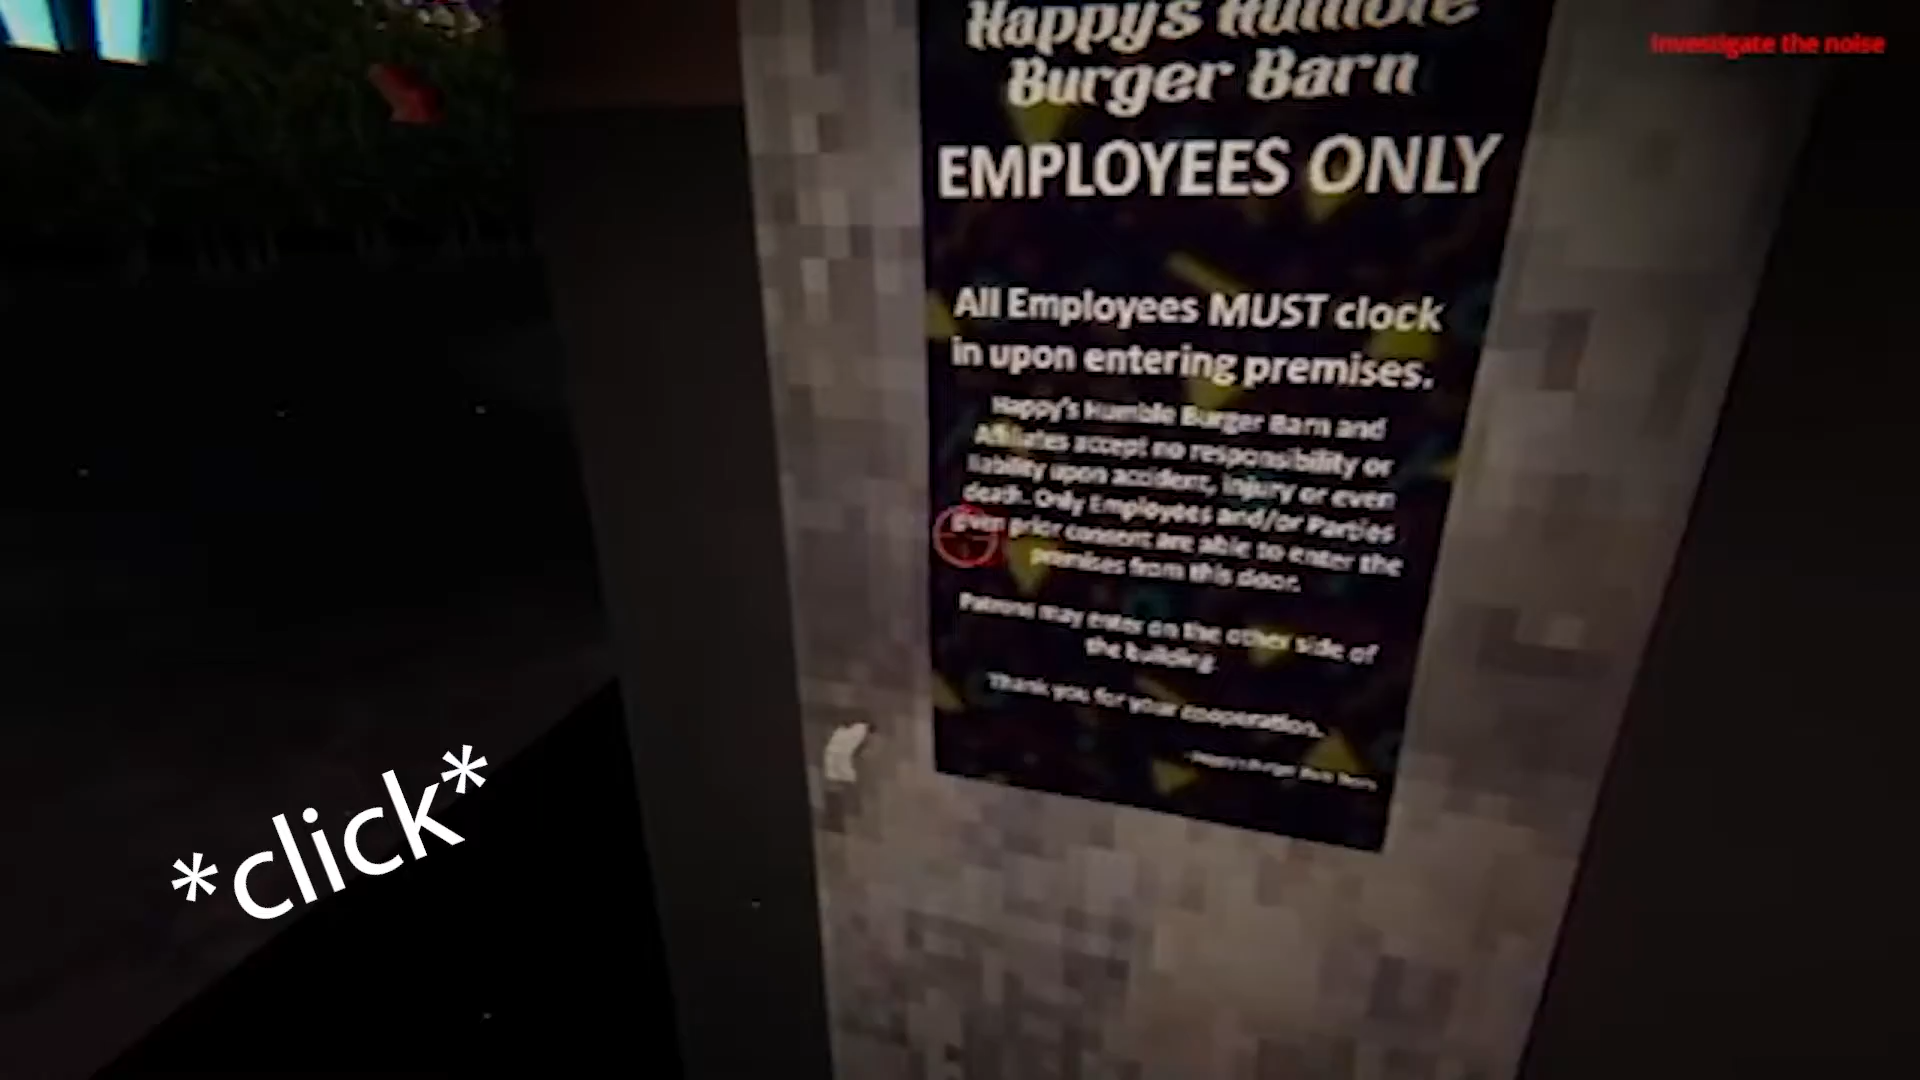 Happy's Humble
Burger Barn
Investigate the noise
EMPLOYEES ONLY
All Employees MUST clock
in upon entering premises.
Happy's Humble Burger Barn and
Affiliates accept no responsibility or
liability upon accident, injury or even
death. Only Employees and/or Parties
given prior consent are able to enter the
premises from this door.
Patrons may enter on the other side of
the building.
Thank you for your cooperation.
*click*